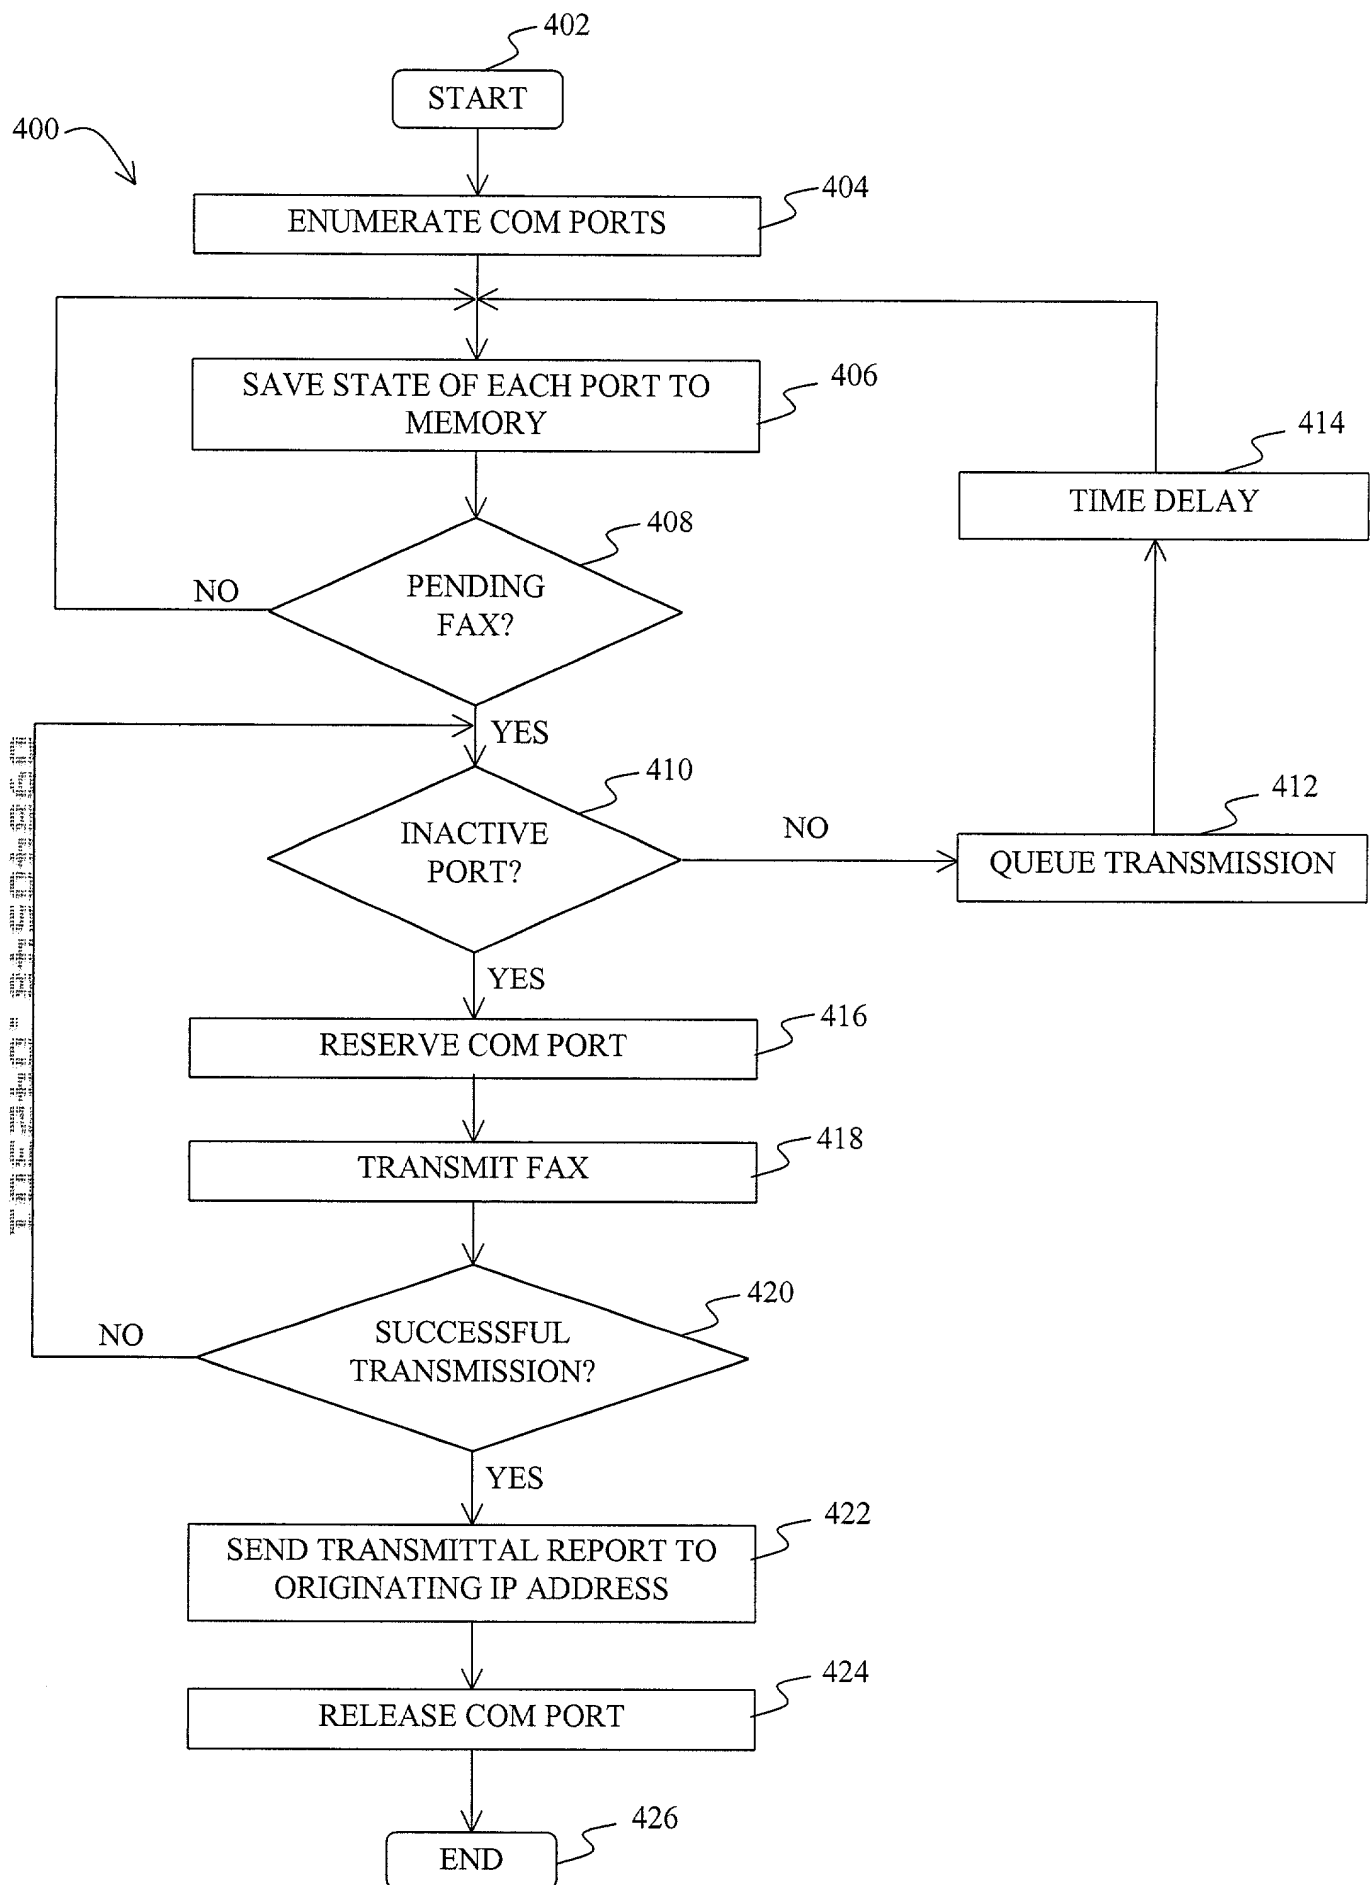 402
START
400
404
ENUMERATE COM PORTS
SAVE STATE OF EACH PORT TO
MEMORY
406
414
TIME DELAY
408
PENDING
FAX?
NO
YES
410
INACTIVE
PORT?
NO
412
QUEUE TRANSMISSION
YES
416
RESERVE COM PORT
418
TRANSMIT FAX
420
SUCCESSFUL
TRANSMISSION?
NO
YES
422
SEND TRANSMITTAL REPORT TO
ORIGINATING IP ADDRESS
424
RELEASE COM PORT
426
END